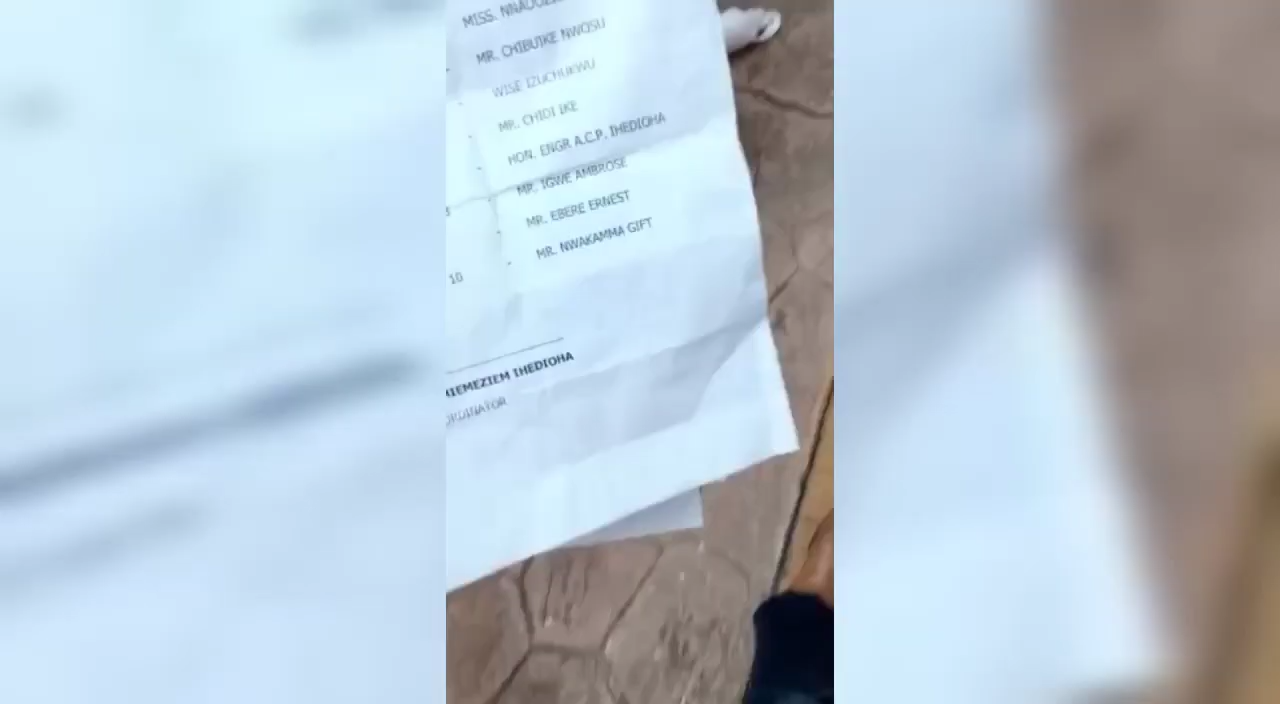 MISS.
MR. CHIBUIKE NWOSU
WISE IZUCHUKWU
MR. CHIDI IKE
HON. ENGR A.C.P. IHEDIOHA
MR. IGWE AMBROSE
MR. EBERE ERNEST
10 - MR. NWAKAMMA GIFT
IHEDIOHA